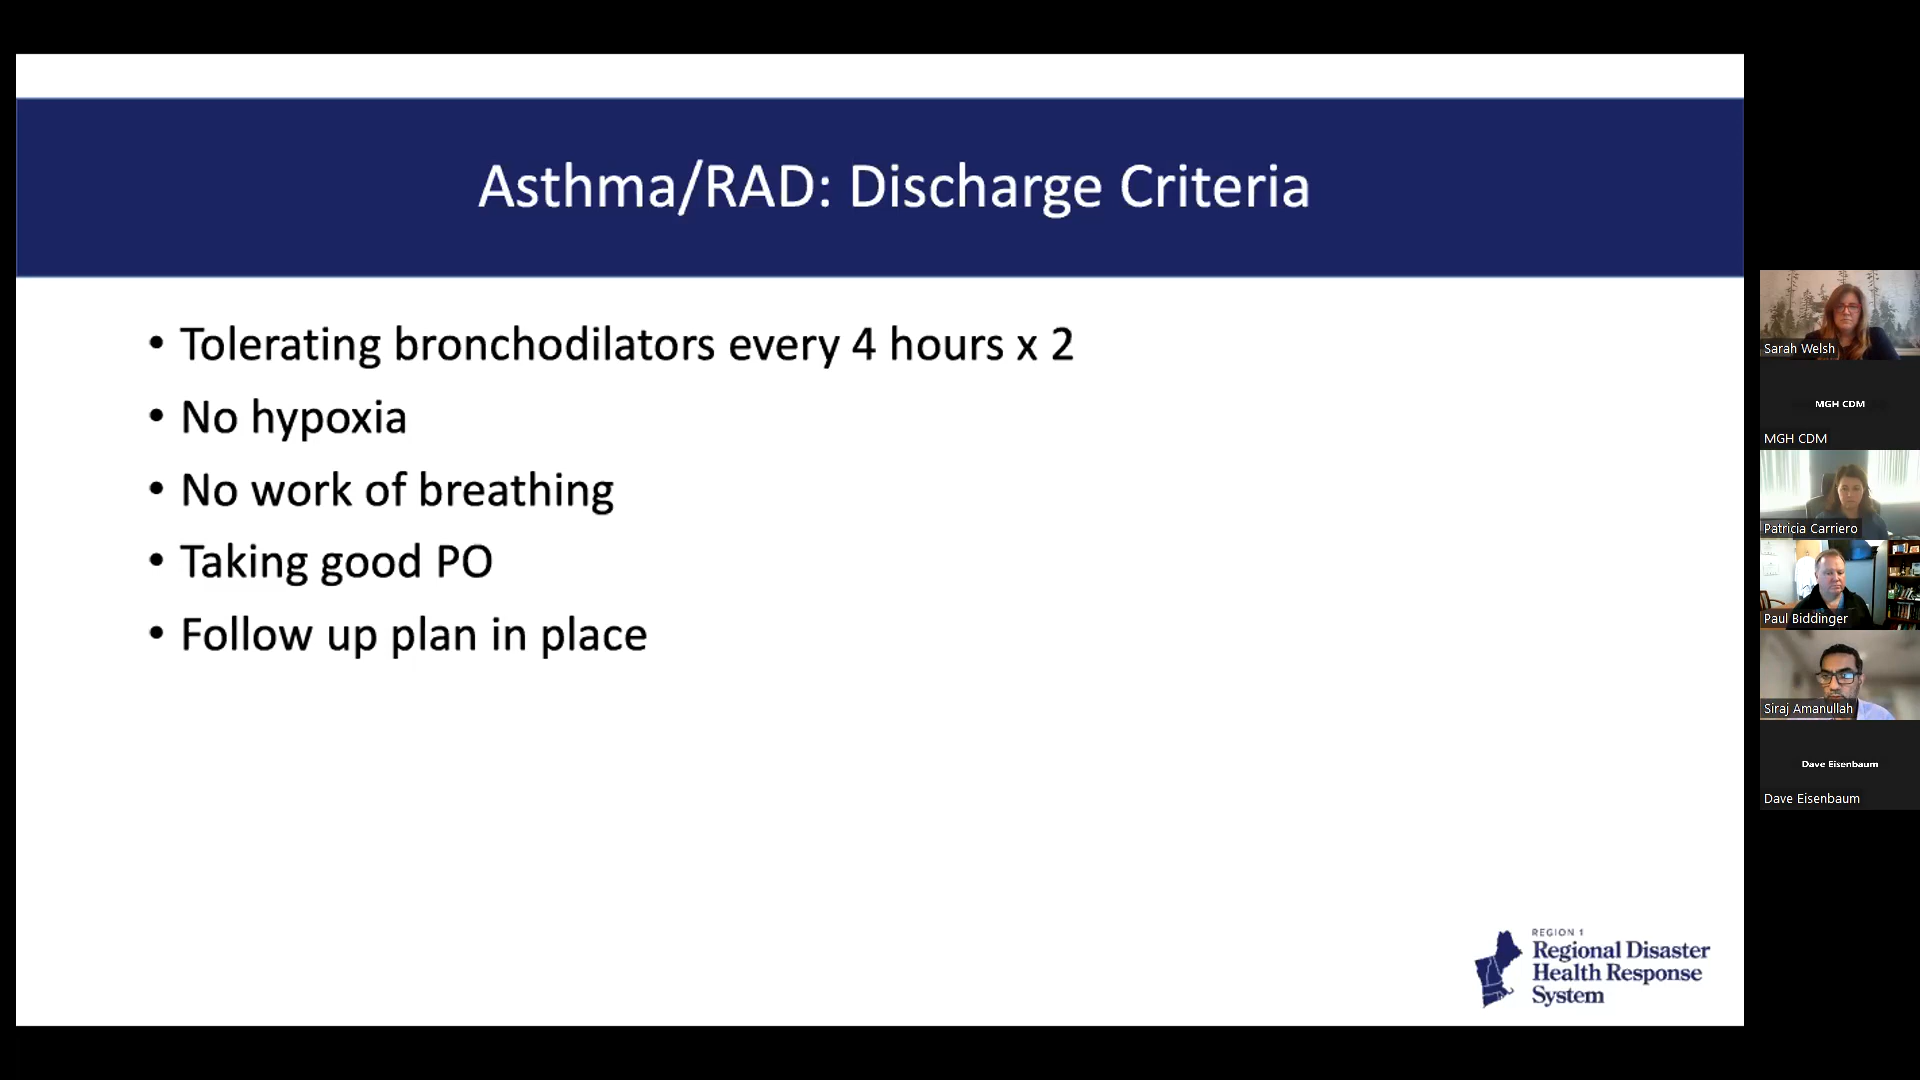 Asthma/RAD: Discharge Criteria
• Tolerating bronchodilators every 4 hours x 2
• No hypoxia
• No work of breathing
• Taking good PO
• Follow up plan in place
REGION 1
Regional Disaster
Health Response
System
Sarah Welsh
MGH CDM
MGH CDM
Patricia Carriero
Paul Biddinger
Siraj Amanullah
Dave Eisenbaum
Dave Eisenbaum